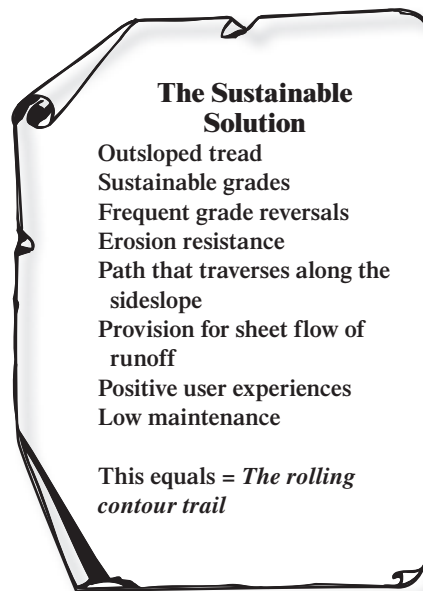 The Sustainable
Solution
Outsloped tread
Sustainable grades
Frequent grade reversals
Erosion resistance
Path that traverses along the
sideslope
Provision for sheet flow of
runoff
Positive user experiences
Low maintenance
This equals = The rolling
contour trail